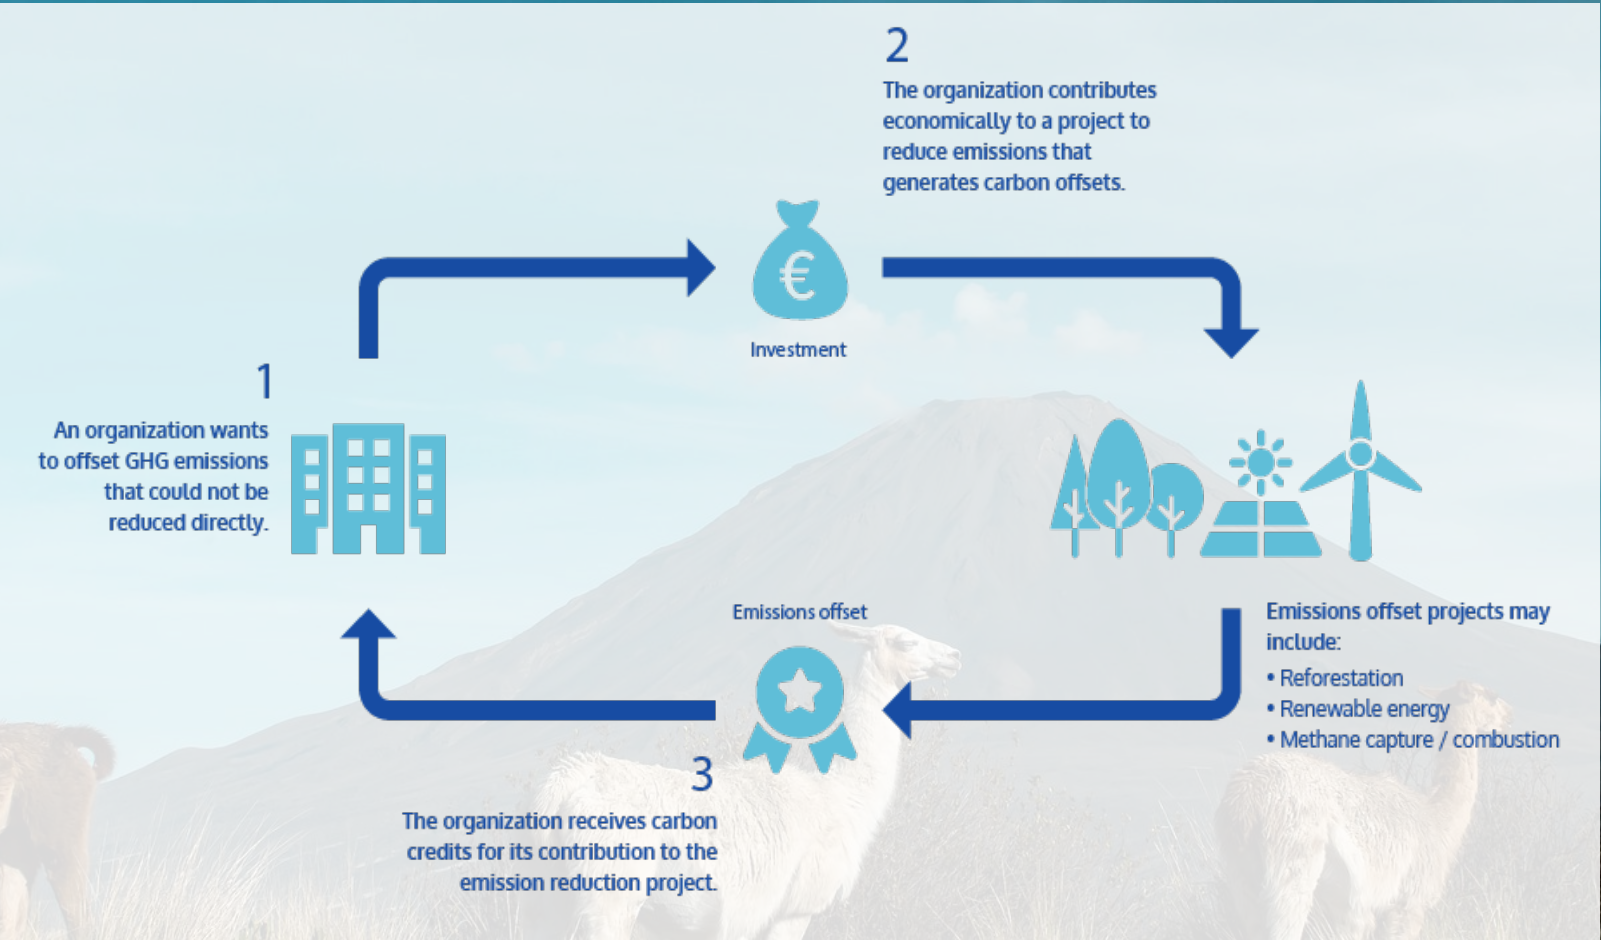 1
An organization wants
to offset GHG emissions
that could not be
reduced directly.
2
The organization contributes
economically to a project to
reduce emissions that
generates carbon offsets.
€
Investment
Emissions offset projects may
include:
• Reforestation
• Renewable energy
• Methane capture / combustion
Emissions offset
3
The organization receives carbon
credits for its contribution to the
emission reduction project.